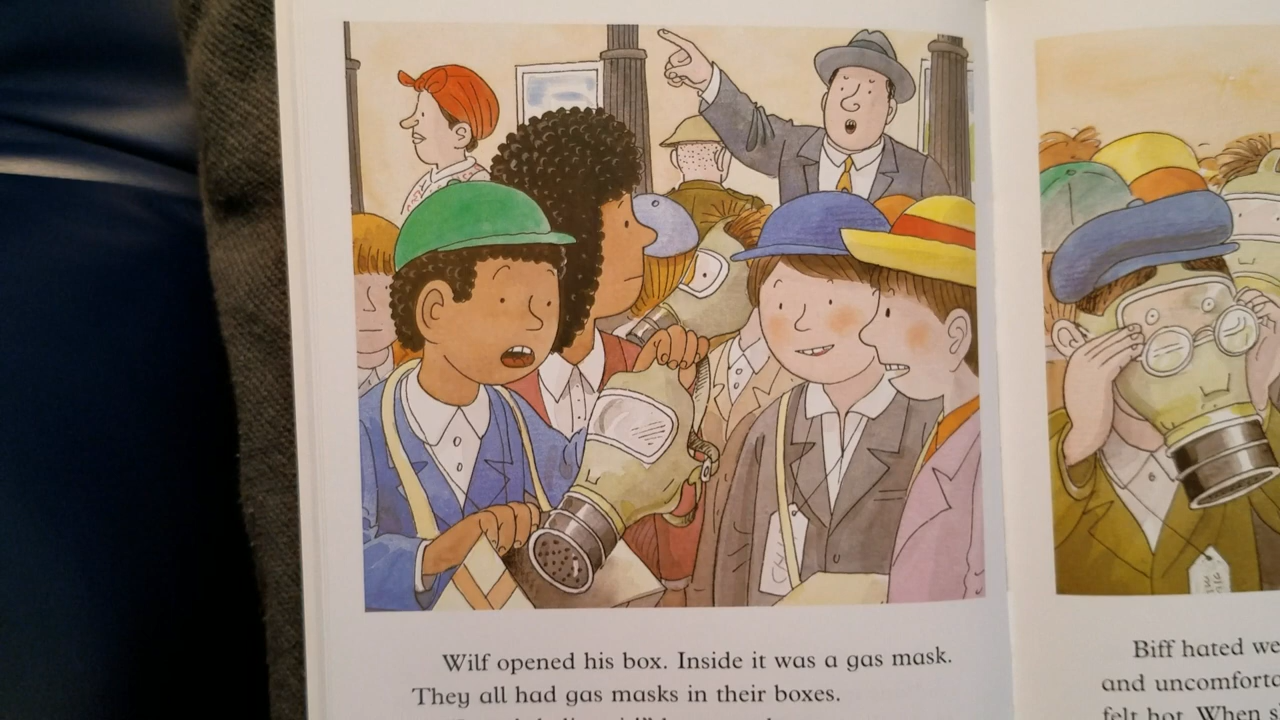 Wilf opened his box. Inside it was a gas mask.
They all had gas masks in their boxes.
Biff hated we
and uncomforta
felt hot. When s